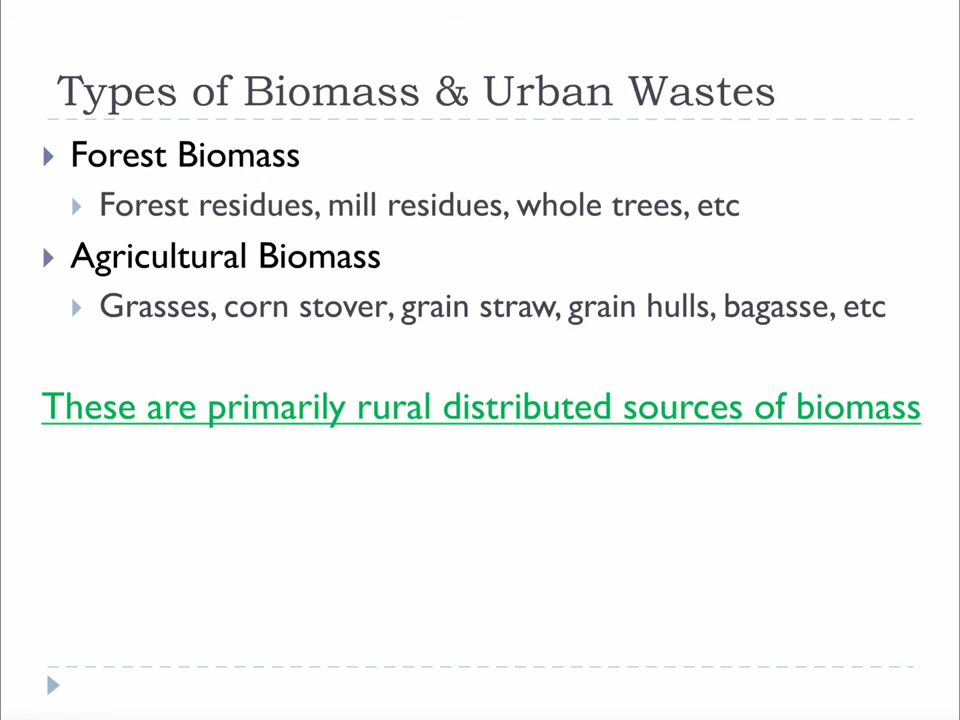 Types of Biomass & Urban Wastes
Forest Biomass
Forest residues, mill residues, whole trees, etc
Agricultural Biomass
Grasses, corn stover, grain straw, grain hulls, bagasse, etc
These are primarily rural distributed sources of biomass